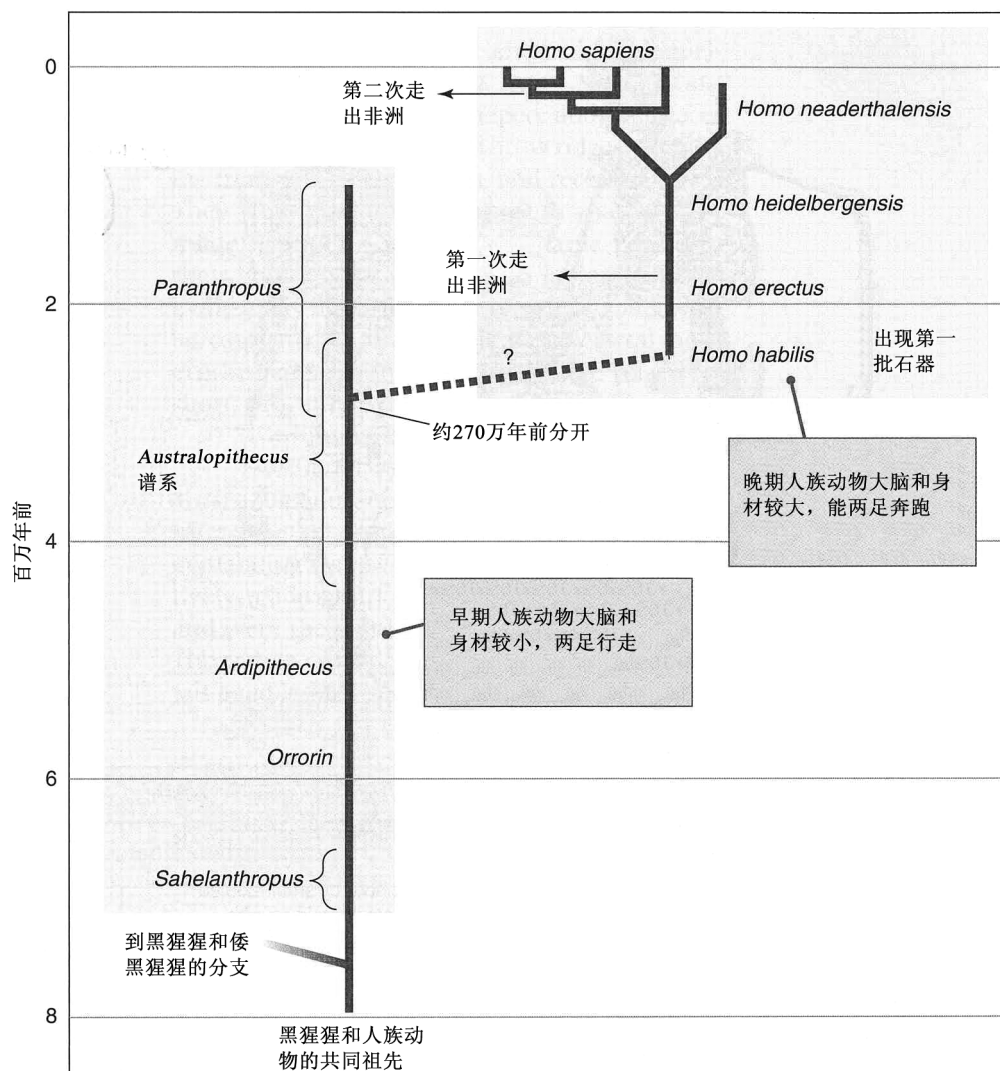 0
Homo sapiens
第二次走
出非洲
Homo neaderthalensis
Homo heidelbergensis
第一次走
出非洲
Paranthropus
Homo erectus
2
出现第一
批石器
?
Homo habilis
约270万年前分开
Australopithecus
谱系
晚期人族动物大脑和身
材较大，能两足奔跑
百万年前
4
早期人族动物大脑和
身材较小，两足行走
Ardipithecus
Orrorin
6
Sahelanthropus
到黑猩猩和倭
黑猩猩的分支
8
黑猩猩和人族动
物的共同祖先